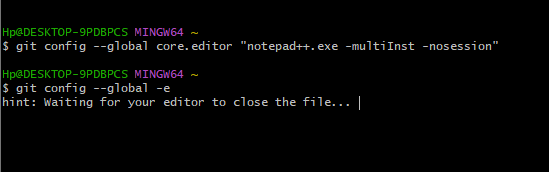 Hp@DESKTOP-9PDBPCS MINGW64 ~
$ git config --global core.editor "notepad++.exe -multiInst -nosession"
Hp@DESKTOP-9PDBPCS MINGW64 ~
$ git config --global -e
hint: Waiting for your editor to close the file...